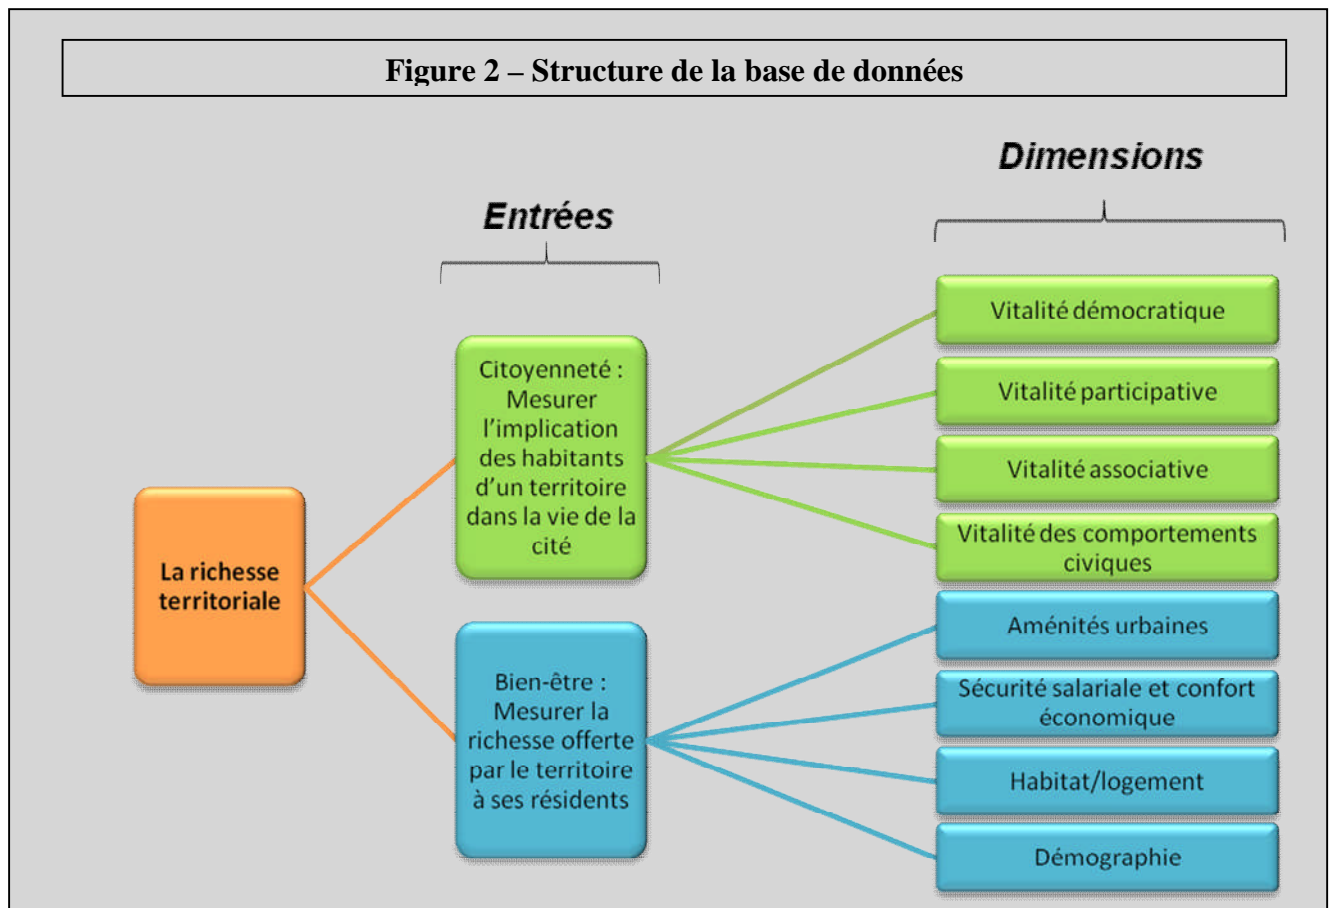 Figure 2 – Structure de la base de données
Dimensions
Entrées
La richesse
territoriale
Citoyenneté :
Mesurer
l'implication
des habitants
d'un territoire
dans la vie de la
cité
Bien-être :
Mesurer la
richesse offerte
par le territoire
à ses résidents
Vitalité démocratique
Vitalité participative
Vitalité associative
Vitalité des comportements
civiques
Aménités urbaines
Sécurité salariale et confort
économique
Habitat/logement
Démographie